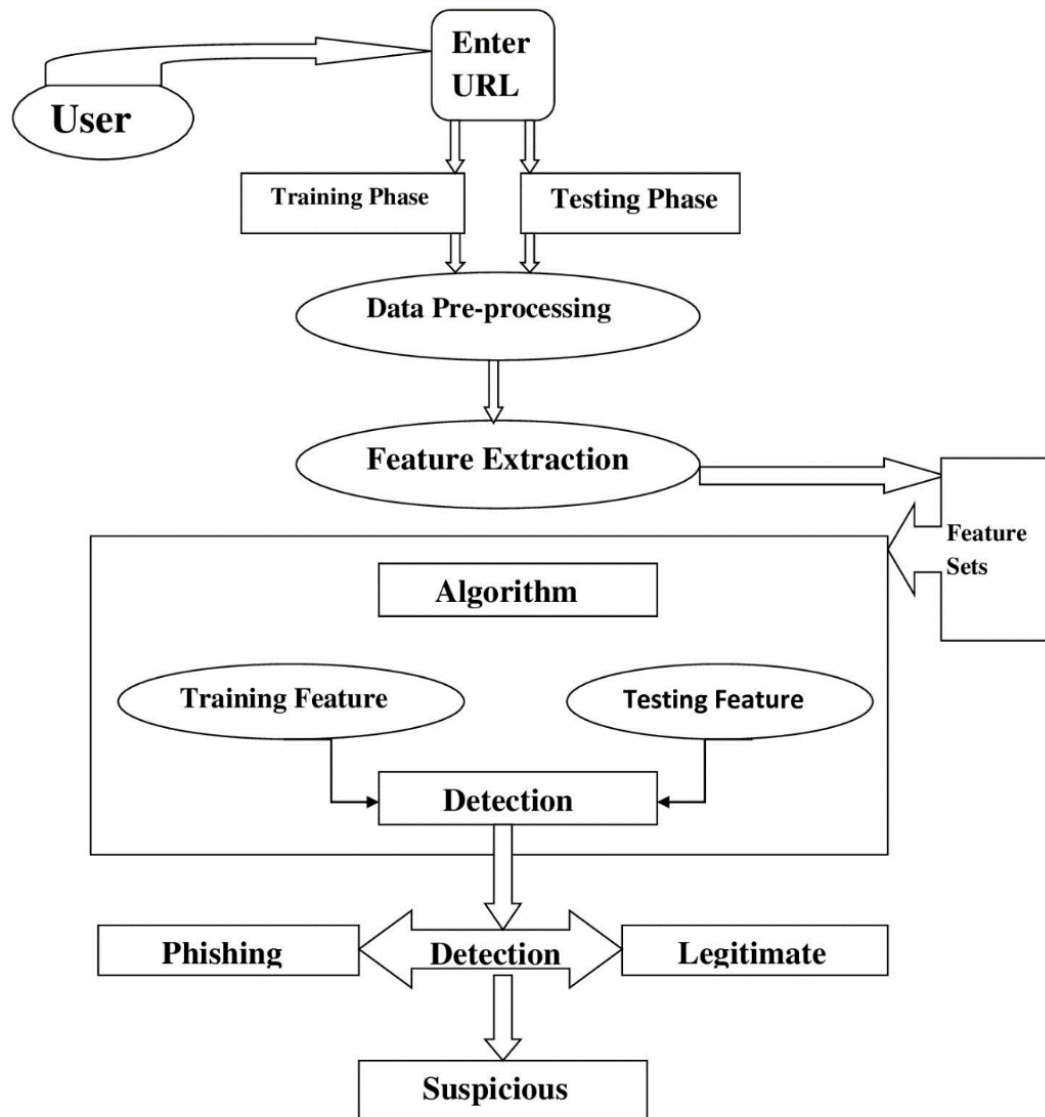 Enter
URL
User
Training Phase
Testing Phase
Data Pre-processing
Feature Extraction
Feature
Sets
Algorithm
Training Feature
Testing Feature
Detection
Phishing
Detection
Legitimate
Suspicious